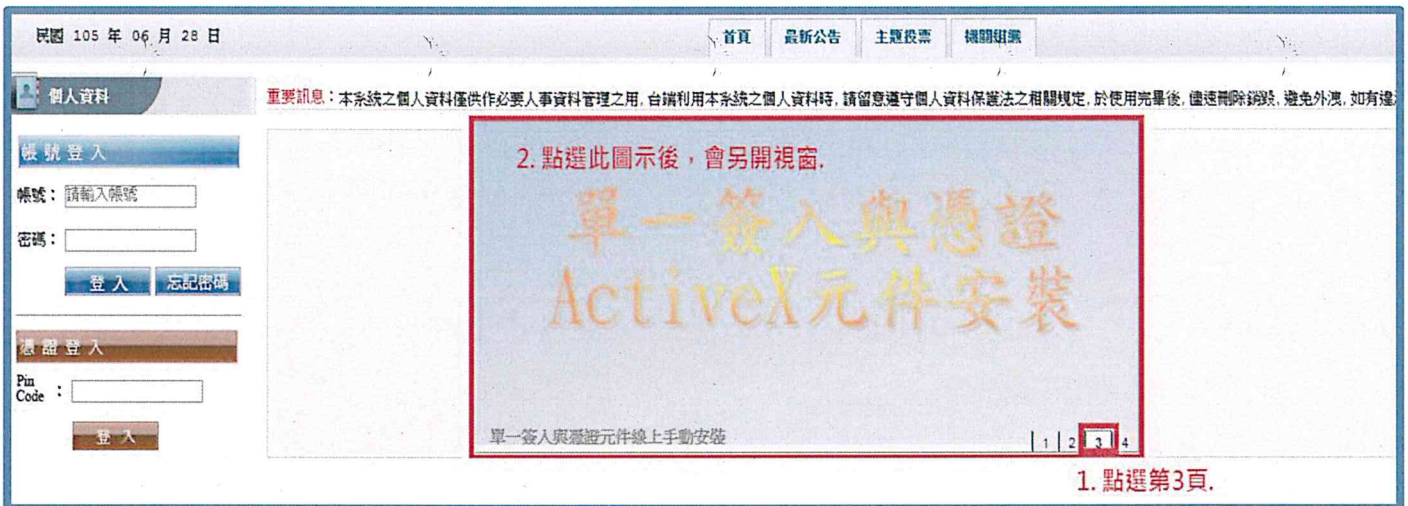 民國 105 年 06 月 28 日
首頁 最新公告 主題投票 機關組織
個人資料
重要訊息：本系統之個人資料僅供作必要人事資料管理之用, 台端利用本系統之個人資料時, 請留意遵守個人資料保護法之相關規定, 於使用完畢後, 儘速刪除銷毀, 避免外洩, 如有違
帳號登入
帳號： 請輸入帳號
密碼：
登入 忘記密碼
憑證登入
Pin Code ：
登入
2. 點選此圖示後，會另開視窗.
單一簽入與憑證
ActiveX元件安裝
單一簽入與憑證元件線上手動安裝
1 2 3 4
1. 點選第3頁.